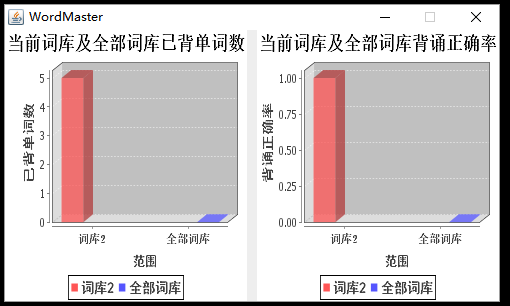 WordMaster
当前词库及全部词库已背单词数
已背单词数
5
4
3
2
1
0
词库2 全部词库
范围
词库2 全部词库
当前词库及全部词库背诵正确率
背诵正确率
1.00
0.75
0.50
0.25
0.00
词库2 全部词库
范围
词库2 全部词库